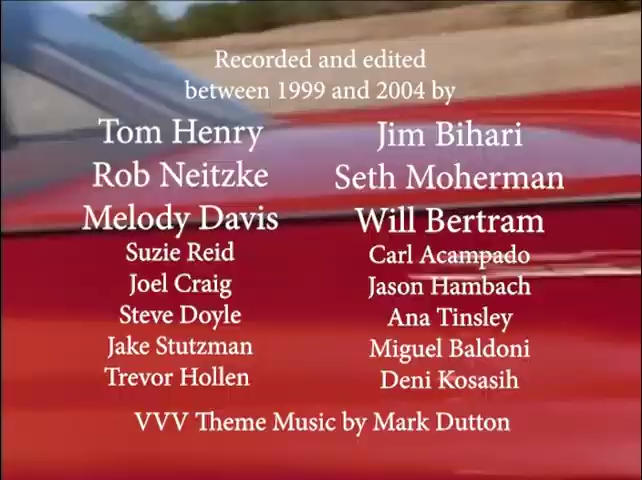 Recorded and edited
between 1999 and 2004 by
Tom Henry
Jim Bihari
Rob Neitzke
Seth Moherman
Melody Davis
Will Bertram
Suzie Reid
Carl Acampado
Joel Craig
Jason Hambach
Steve Doyle
Ana Tinsley
Jake Stutzman
Miguel Baldoni
Trevor Hollen
Deni Kosasih
VVV Theme Music by Mark Dutton